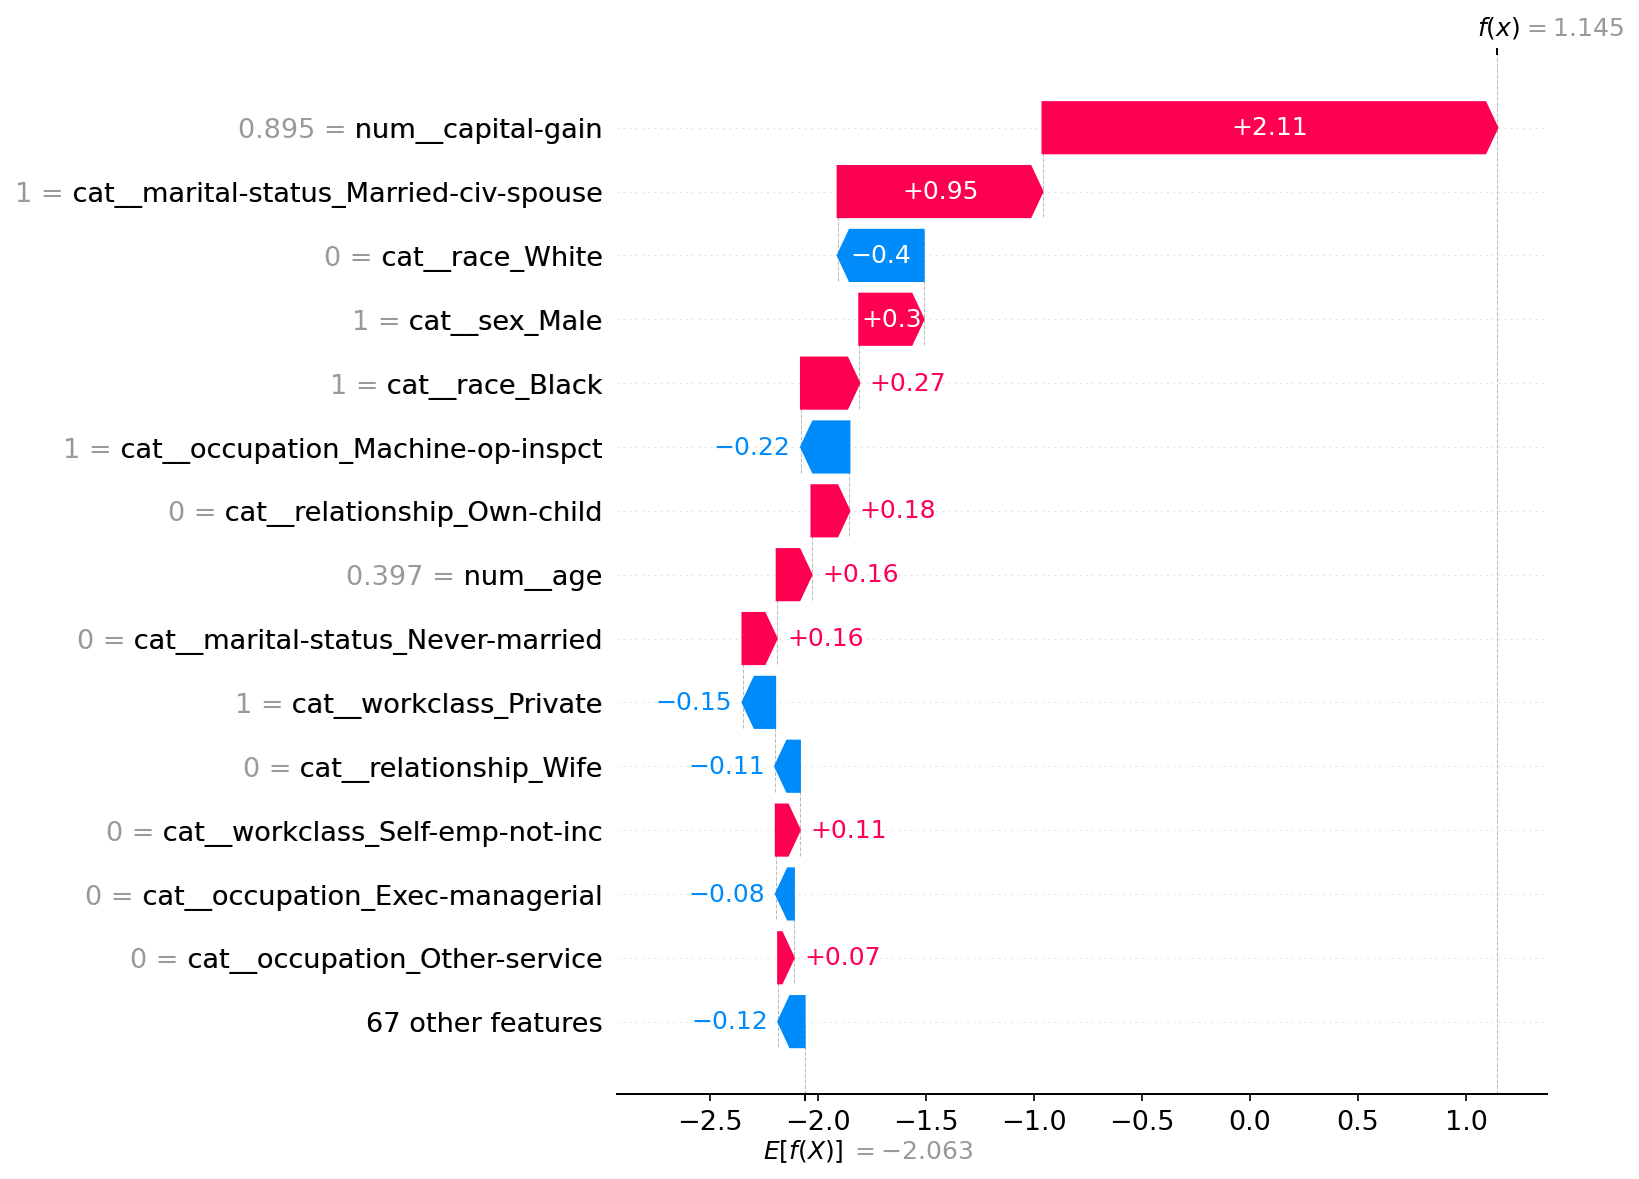 f(x) = 1.145
0.895 = num__capital-gain +2.11
1 = cat__marital-status_Married-civ-spouse +0.95
0 = cat__race_White −0.4
1 = cat__sex_Male +0.3
1 = cat__race_Black +0.27
1 = cat__occupation_Machine-op-inspct −0.22
0 = cat__relationship_Own-child +0.18
0.397 = num__age +0.16
0 = cat__marital-status_Never-married +0.16
1 = cat__workclass_Private −0.15
0 = cat__relationship_Wife −0.11
0 = cat__workclass_Self-emp-not-inc +0.11
0 = cat__occupation_Exec-managerial −0.08
0 = cat__occupation_Other-service +0.07
67 other features −0.12
−2.5 −2.0 −1.5 −1.0 −0.5 0.0 0.5 1.0
E[f(X)] = −2.063